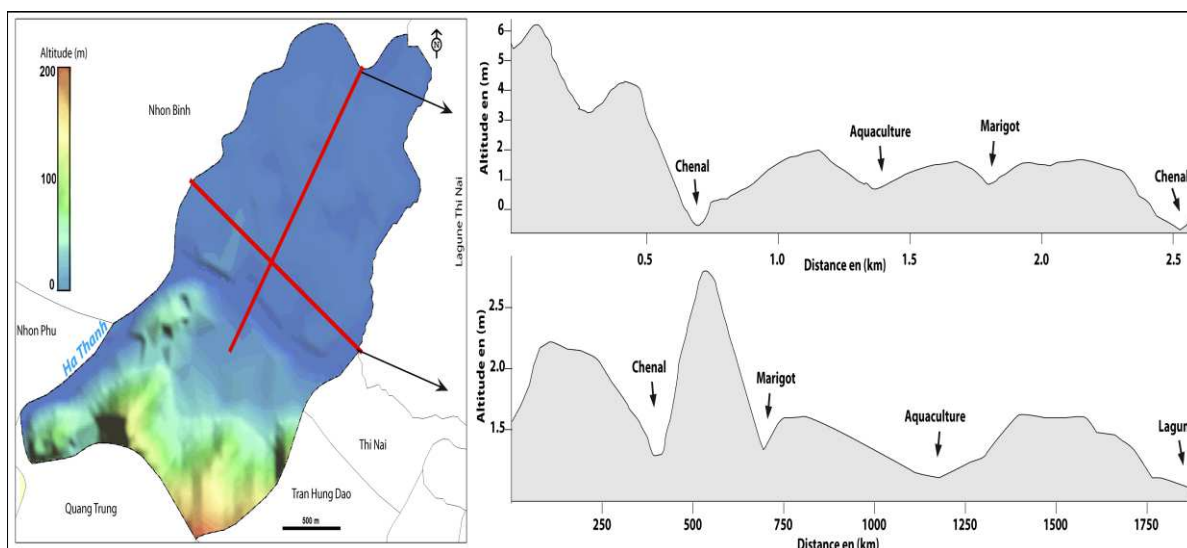 Altitude (m)
200
100
0
N
Nhon Binh
Lagune Thi Nai
Nhon Phu
Ha Thanh
Thi Nai
Tran Hung Dao
Quang Trung
500 m
Altitude en (m)
6
5
4
3
2
1
0
Chenal
Aquaculture
Marigot
Chenal
0.5
1.0
1.5
2.0
2.5
Distance en (km)
Altitude en (m)
2.5
2.0
1.5
Chenal
Marigot
Aquaculture
Lagune
250
500
750
1000
1250
1500
1750
Distance en (km)